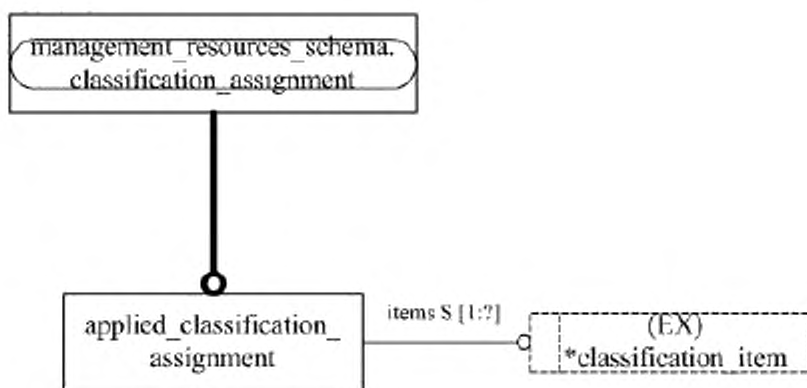 management_resources_schema.
classification_assignment
applied_classification_
assignment
items S [1:?]
(EX)
*classification_item